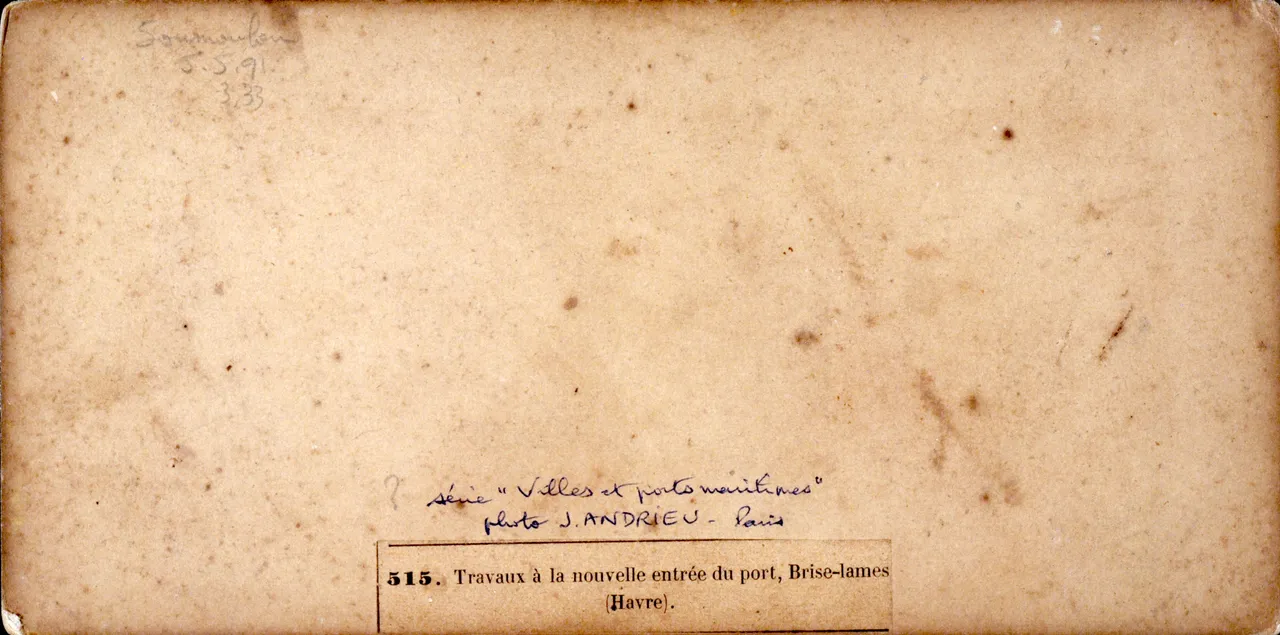 Soumoulou
5.5.91.
333
? série "Villes et ports maritimes"
photo J. ANDRIEU - Paris
515. Travaux à la nouvelle entrée du port, Brise-lames
(Havre).